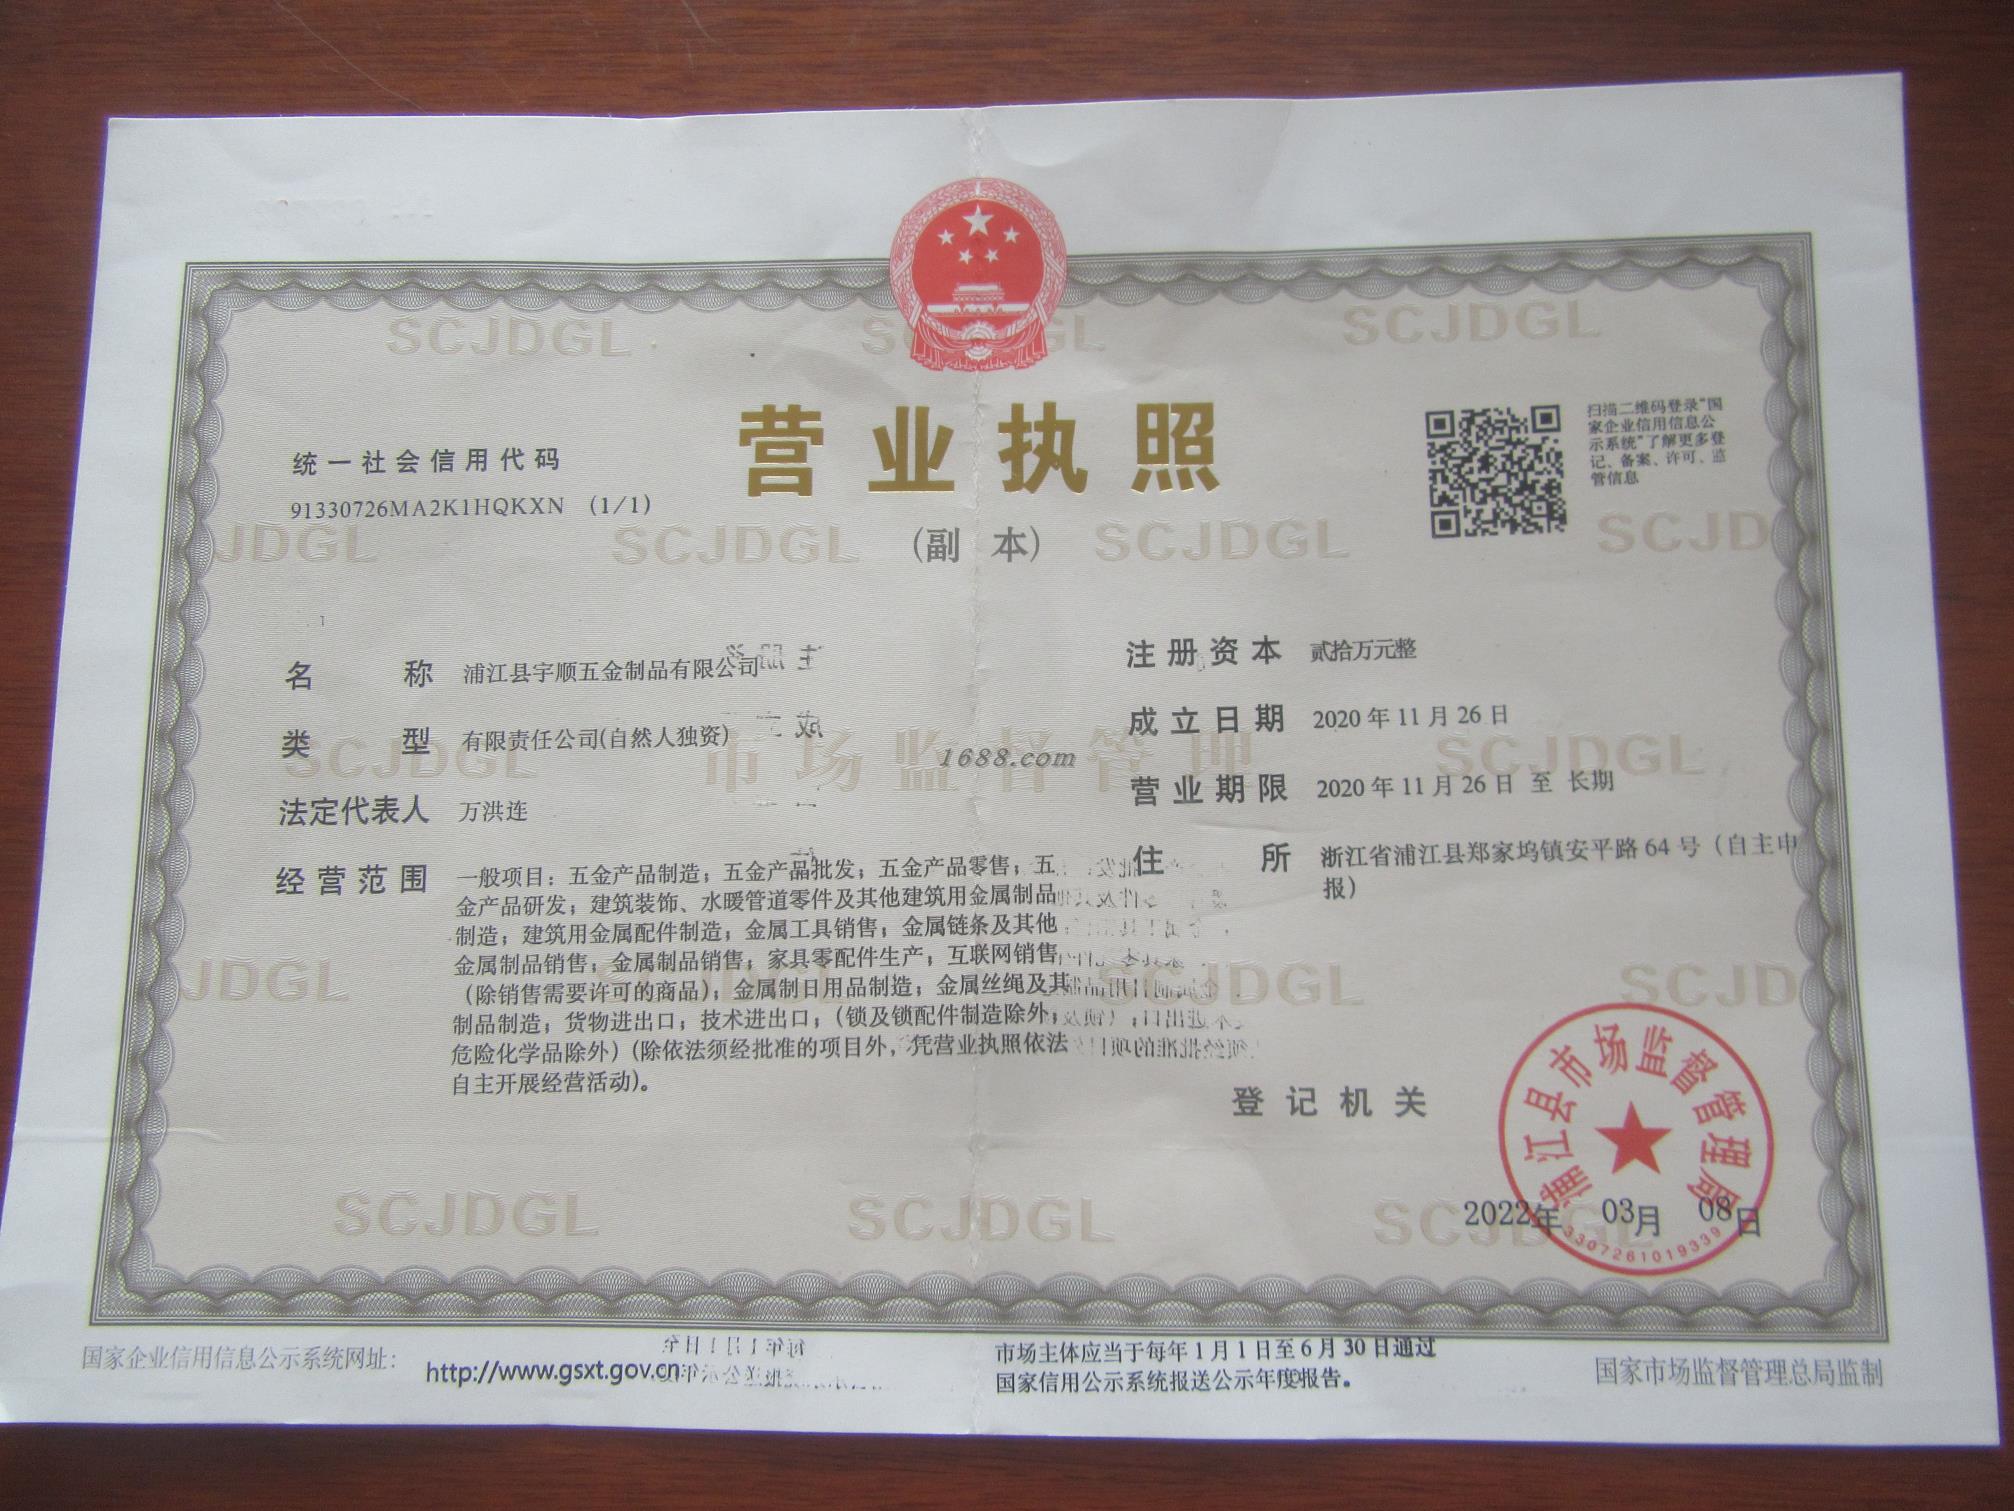 营业执照
(副 本)
统一社会信用代码
91330726MA2K1HQKXN (1/1)
扫描二维码登录“国
家企业信用信息公
示系统”了解更多登
记、备案、许可、监
管信息
名 称 浦江县宇顺五金制品有限公司
类 型 有限责任公司(自然人独资)
法定代表人 万洪连
经营范围 一般项目：五金产品制造；五金产品批发；五金产品零售；五
金产品研发；建筑装饰、水暖管道零件及其他建筑用金属制品
制造；建筑用金属配件制造；金属工具销售；金属链条及其他
金属制品销售；金属制品销售；家具零配件生产；互联网销售
（除销售需要许可的商品）；金属制日用品制造；金属丝绳及其
制品制造；货物进出口；技术进出口；（锁及锁配件制造除外；
危险化学品除外）(除依法须经批准的项目外，凭营业执照依法
自主开展经营活动)。
注册资本 贰拾万元整
成立日期 2020年11月26日
营业期限 2020年11月26日 至 长期
住 所 浙江省浦江县郑家坞镇安平路64号（自主申
报）
1688.com
市场监督管理
SCJDGL
登记机关
浦江县市场监督管理局
2022年 03月 08日
3307261019339
国家企业信用信息公示系统网址：
http://www.gsxt.gov.cn
市场主体应当于每年1月1日至6月30日通过
国家信用公示系统报送公示年度报告。
国家市场监督管理总局监制